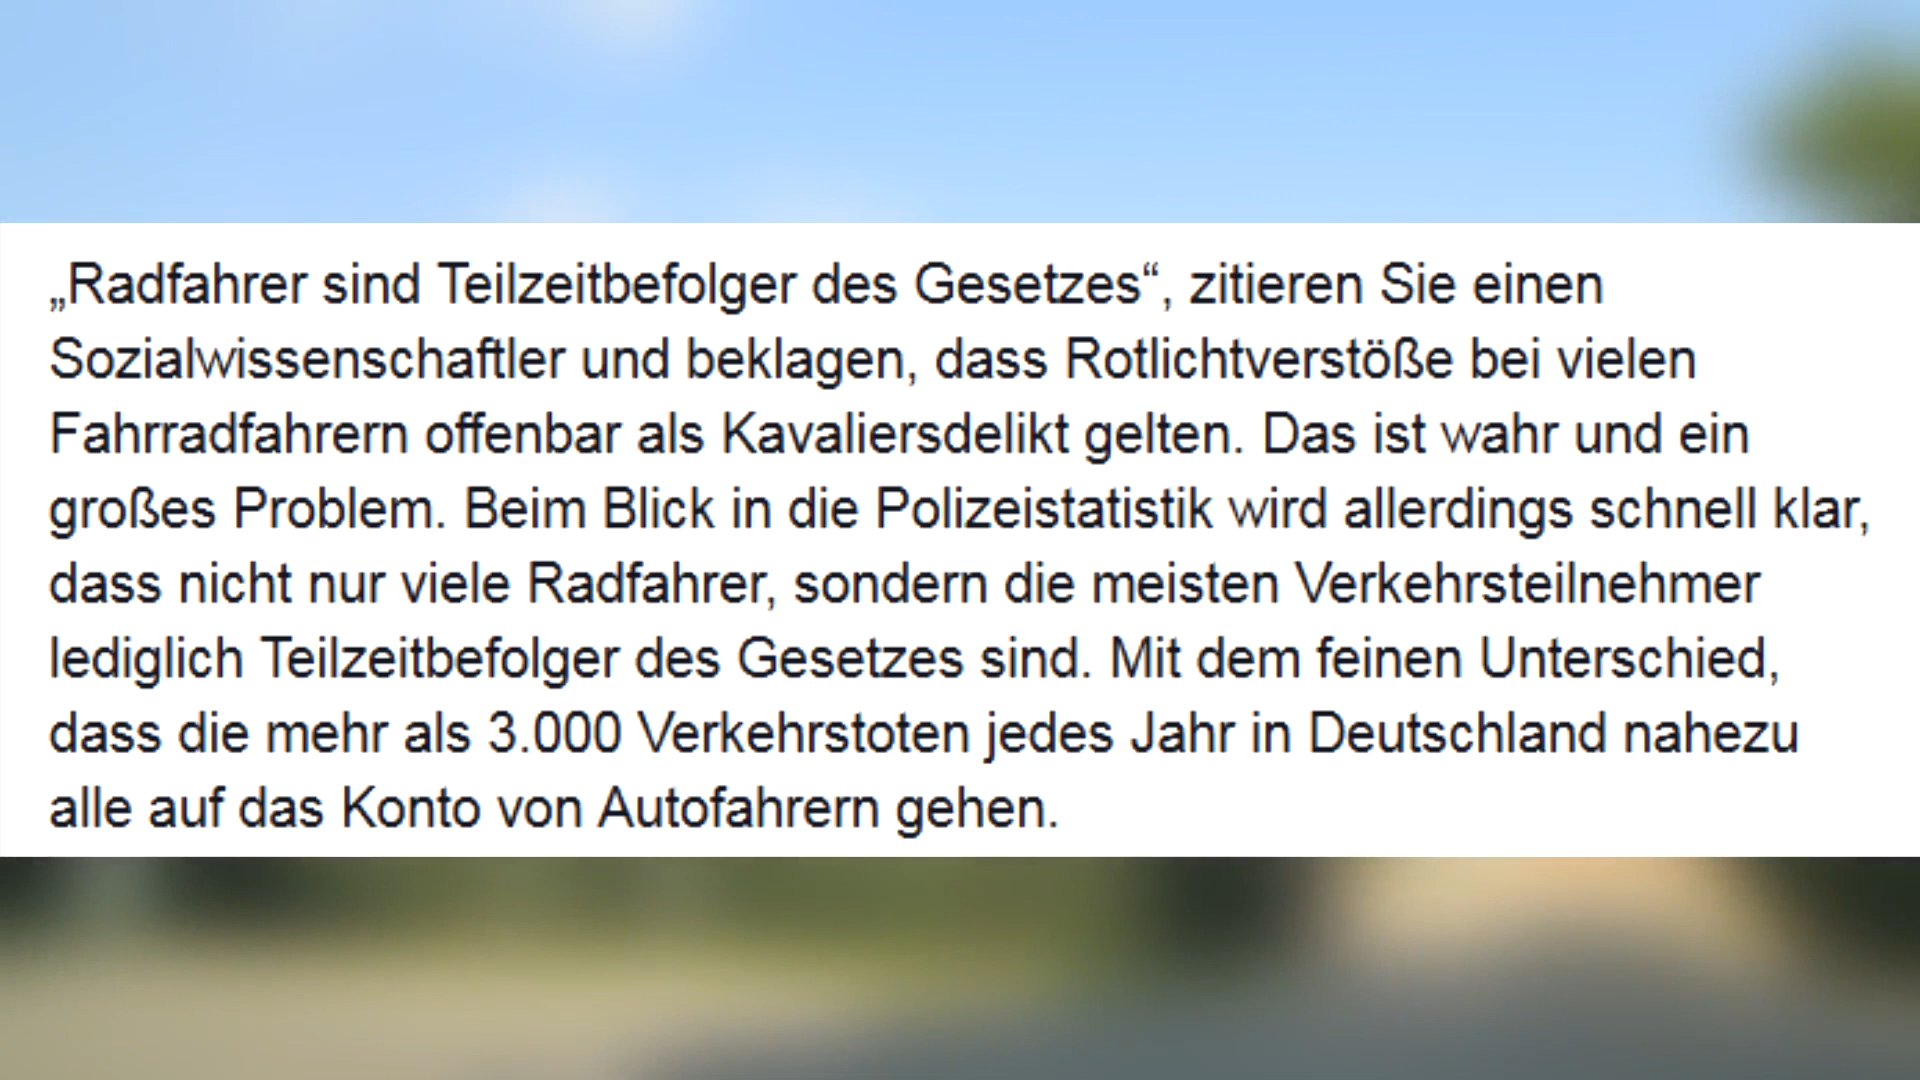 „Radfahrer sind Teilzeitbefolger des Gesetzes“, zitieren Sie einen
Sozialwissenschaftler und beklagen, dass Rotlichtverstöße bei vielen
Fahrradfahrern offenbar als Kavaliersdelikt gelten. Das ist wahr und ein
großes Problem. Beim Blick in die Polizeistatistik wird allerdings schnell klar,
dass nicht nur viele Radfahrer, sondern die meisten Verkehrsteilnehmer
lediglich Teilzeitbefolger des Gesetzes sind. Mit dem feinen Unterschied,
dass die mehr als 3.000 Verkehrstoten jedes Jahr in Deutschland nahezu
alle auf das Konto von Autofahrern gehen.